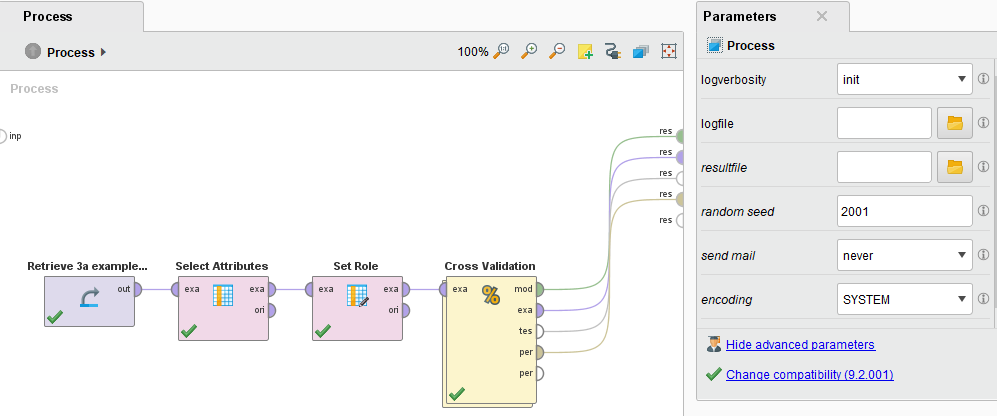 Process
Process
100%
Process
inp
res
res
res
res
res
Retrieve 3a example...
out
Select Attributes
exa
exa
ori
Set Role
exa
exa
ori
Cross Validation
exa
%
mod
exa
tes
per
per
Parameters
Process
logverbosity
init
logfile
resultfile
random seed
2001
send mail
never
encoding
SYSTEM
Hide advanced parameters
Change compatibility (9.2.001)